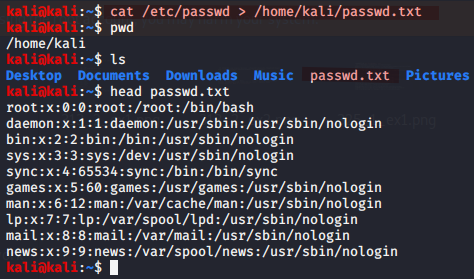 kali@kali:~$ cat /etc/passwd > /home/kali/passwd.txt
kali@kali:~$ pwd
/home/kali
kali@kali:~$ ls
Desktop Documents Downloads Music passwd.txt Pictures
kali@kali:~$ head passwd.txt
root:x:0:0:root:/root:/bin/bash
daemon:x:1:1:daemon:/usr/sbin:/usr/sbin/nologin
bin:x:2:2:bin:/bin:/usr/sbin/nologin
sys:x:3:3:sys:/dev:/usr/sbin/nologin
sync:x:4:65534:sync:/bin:/bin/sync
games:x:5:60:games:/usr/games:/usr/sbin/nologin
man:x:6:12:man:/var/cache/man:/usr/sbin/nologin
lp:x:7:7:lp:/var/spool/lpd:/usr/sbin/nologin
mail:x:8:8:mail:/var/mail:/usr/sbin/nologin
news:x:9:9:news:/var/spool/news:/usr/sbin/nologin
kali@kali:~$